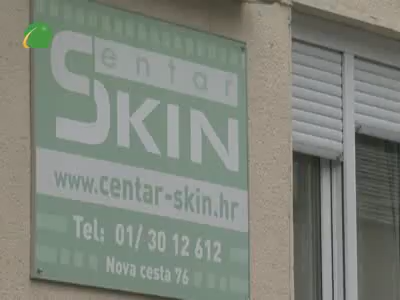 Centar
SKIN
www.centar-skin.hr
Tel: 01/ 30 12 612
Nova cesta 76